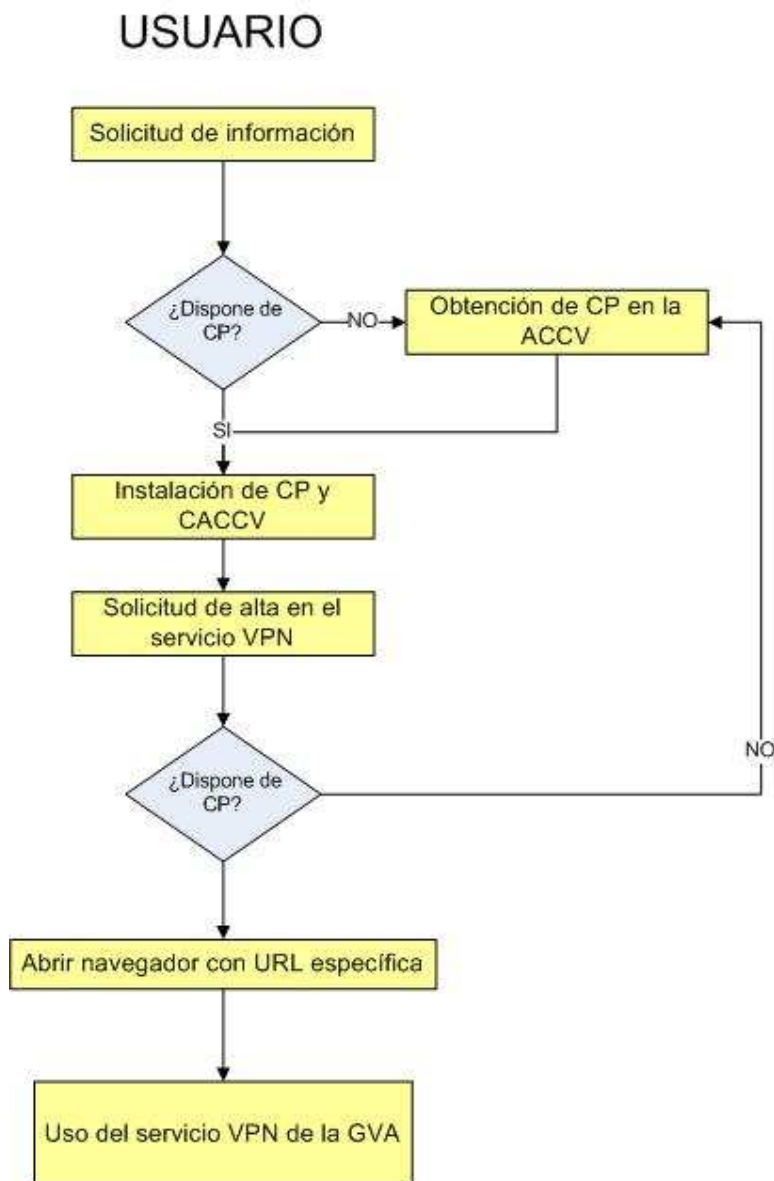 USUARIO
Solicitud de información
¿Dispone de
CP?
NO
Obtención de CP en la
ACCV
SI
Instalación de CP y
CACCV
Solicitud de alta en el
servicio VPN
¿Dispone de
CP?
NO
Abrir navegador con URL específica
Uso del servicio VPN de la GVA